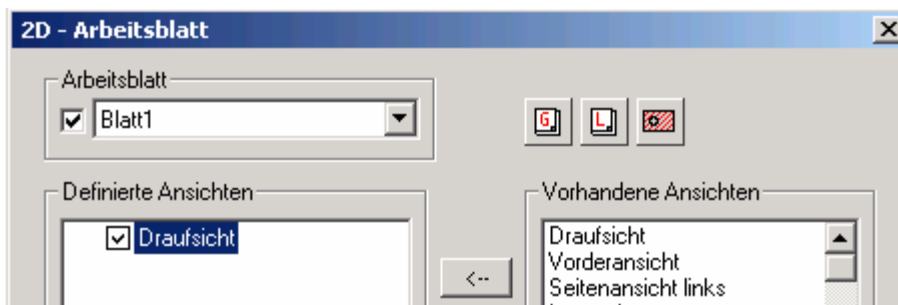 2D - Arbeitsblatt
Arbeitsblatt
Blatt1
G L
Definierte Ansichten
Vorhandene Ansichten
Draufsicht
<--
Draufsicht
Vorderansicht
Seitenansicht links